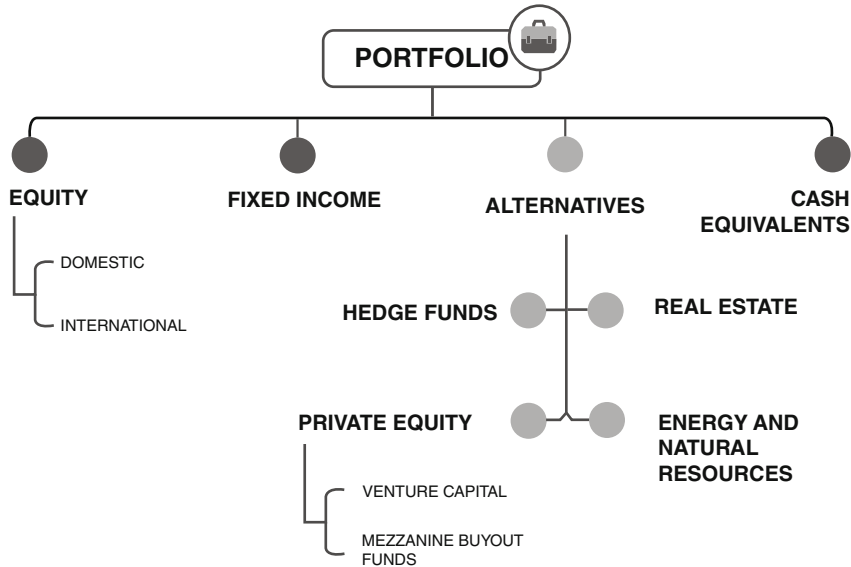 PORTFOLIO
EQUITY
FIXED INCOME
ALTERNATIVES
CASH
EQUIVALENTS
DOMESTIC
INTERNATIONAL
HEDGE FUNDS
REAL ESTATE
PRIVATE EQUITY
ENERGY AND
NATURAL
RESOURCES
VENTURE CAPITAL
MEZZANINE BUYOUT
FUNDS